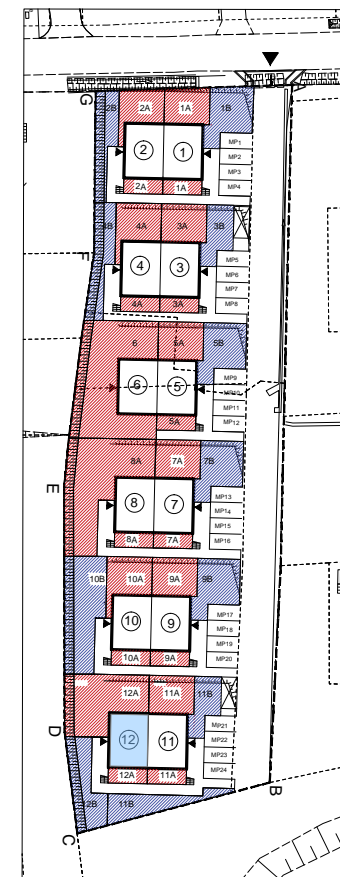 G
2B 2A 1A 1B
2 1
MP1
MP2
MP3
MP4
2A 1A
4B 4A 3A 3B
F
4 3
MP5
MP6
MP7
MP8
4A 3A
6 5A 5B
6 5
MP9
MP10
MP11
MP12
5A
8A 7A 7B
E
8 7
MP13
MP14
MP15
MP16
8A 7A
10B 10A 9A 9B
10 9
MP17
MP18
MP19
MP20
10A 9A
12A 11A 11B
D
12 11
MP21
MP22
MP23
MP24
12A 11A
B
12B 11B
C